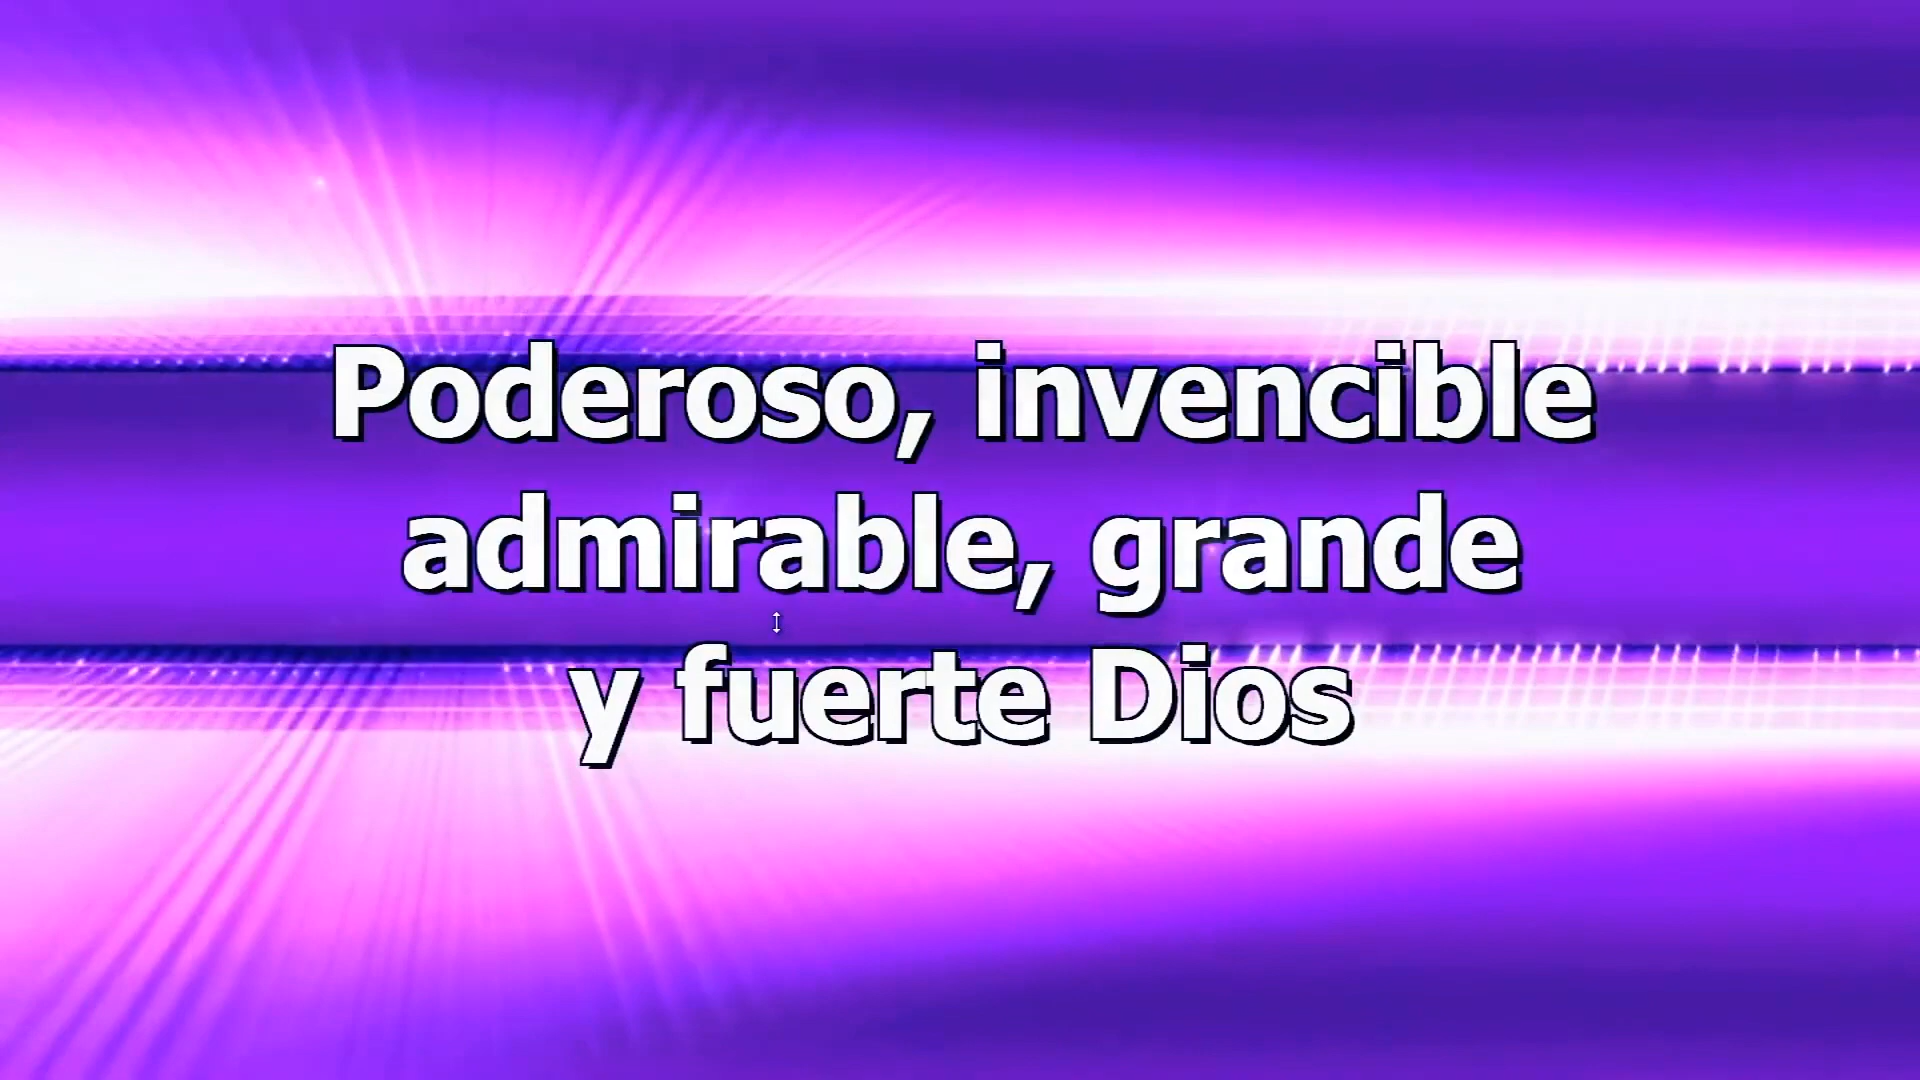 Poderoso, invencible
admirable, grande
y fuerte Dios